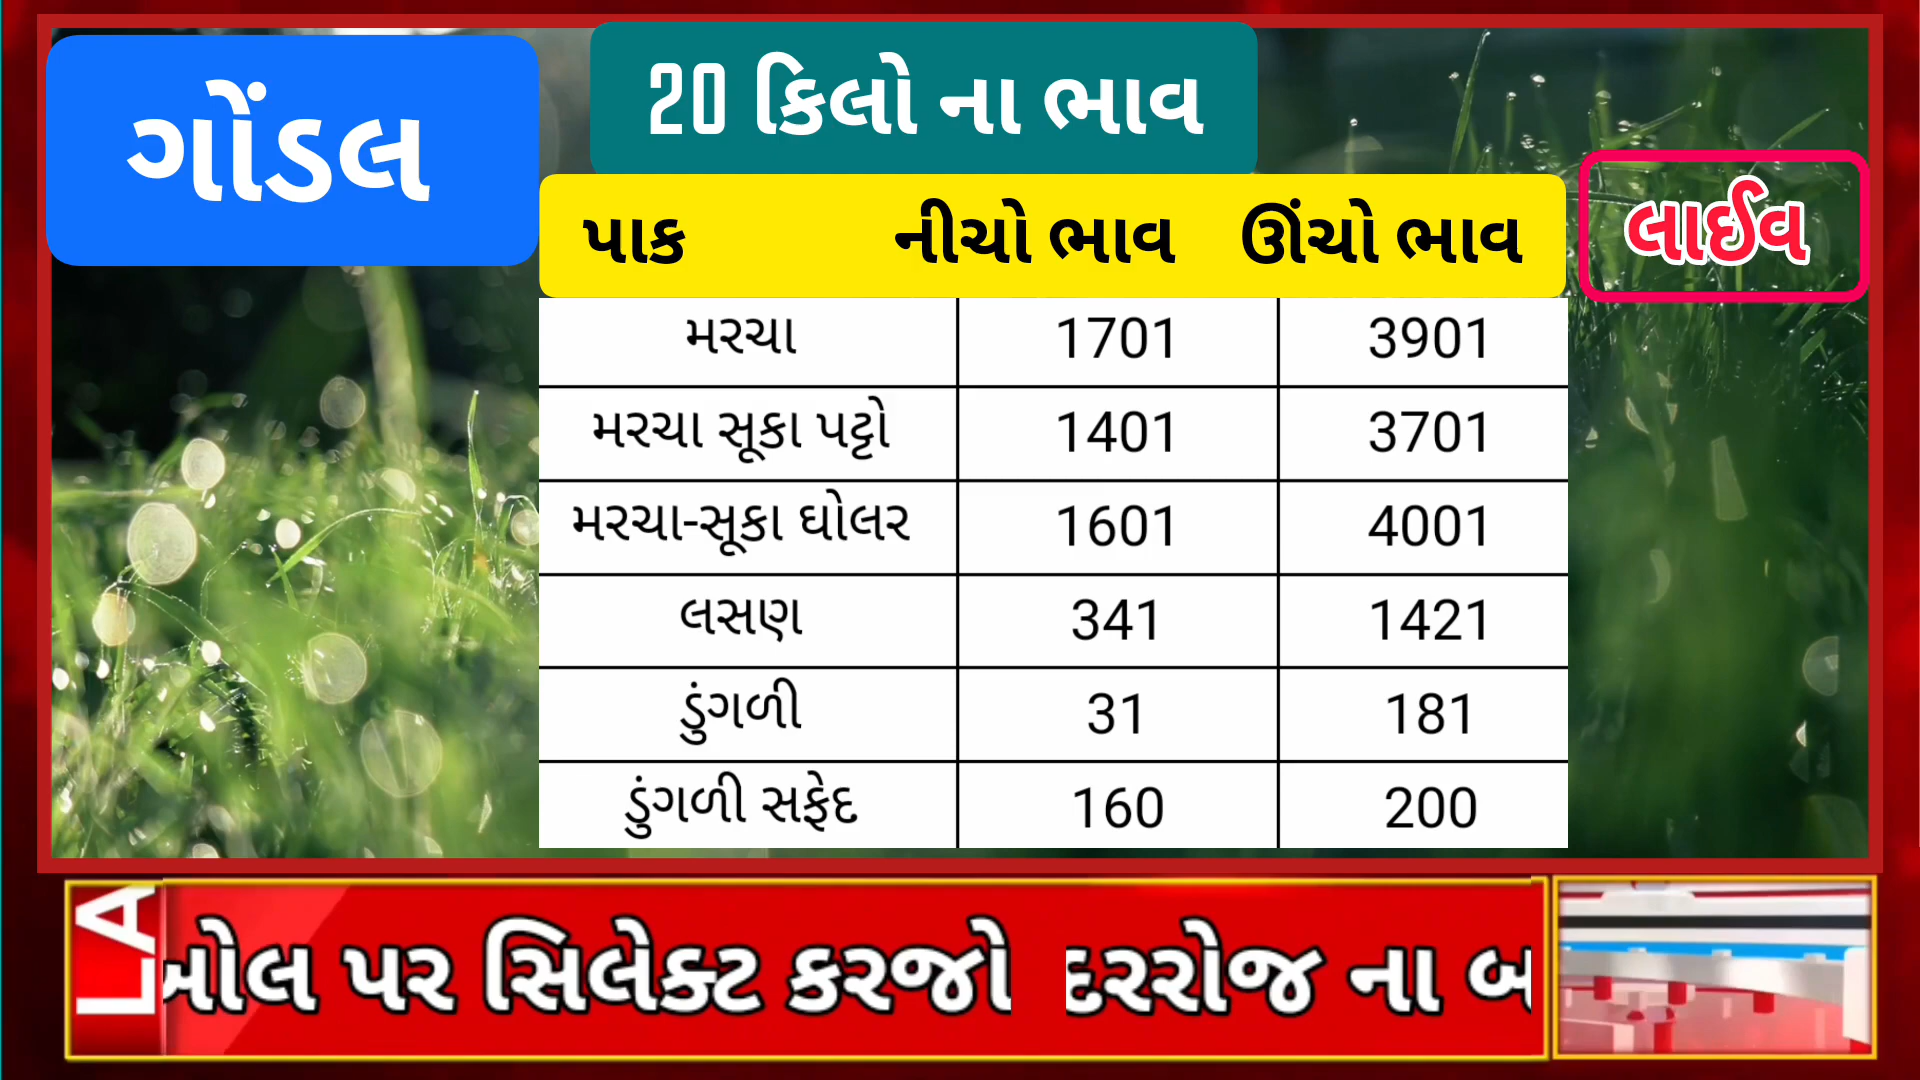 ગોંડલ
20 કિલો ના ભાવ
પાક નીચો ભાવ ઊંચો ભાવ
લાઈવ
મરચા 1701 3901
મરચા સૂકા પટ્ટો 1401 3701
મરચા-સૂકા ઘોલર 1601 4001
લસણ 341 1421
ડુંગળી 31 181
ડુંગળી સફેદ 160 200
પર સિલેક્ટ કરજો દરરોજ ના